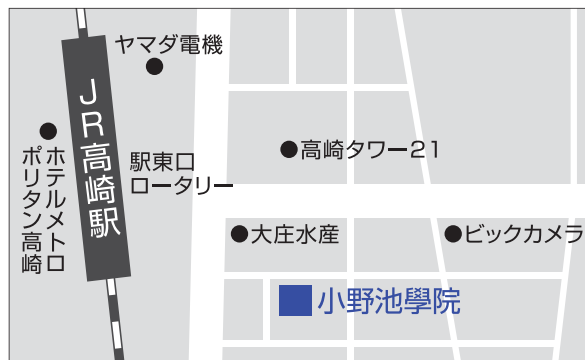 ヤマダ電機
JR高崎駅
ホテルメトロ
ポリタン高崎
駅東口
ロータリー
高崎タワー21
大庄水産
ビックカメラ
小野池學院